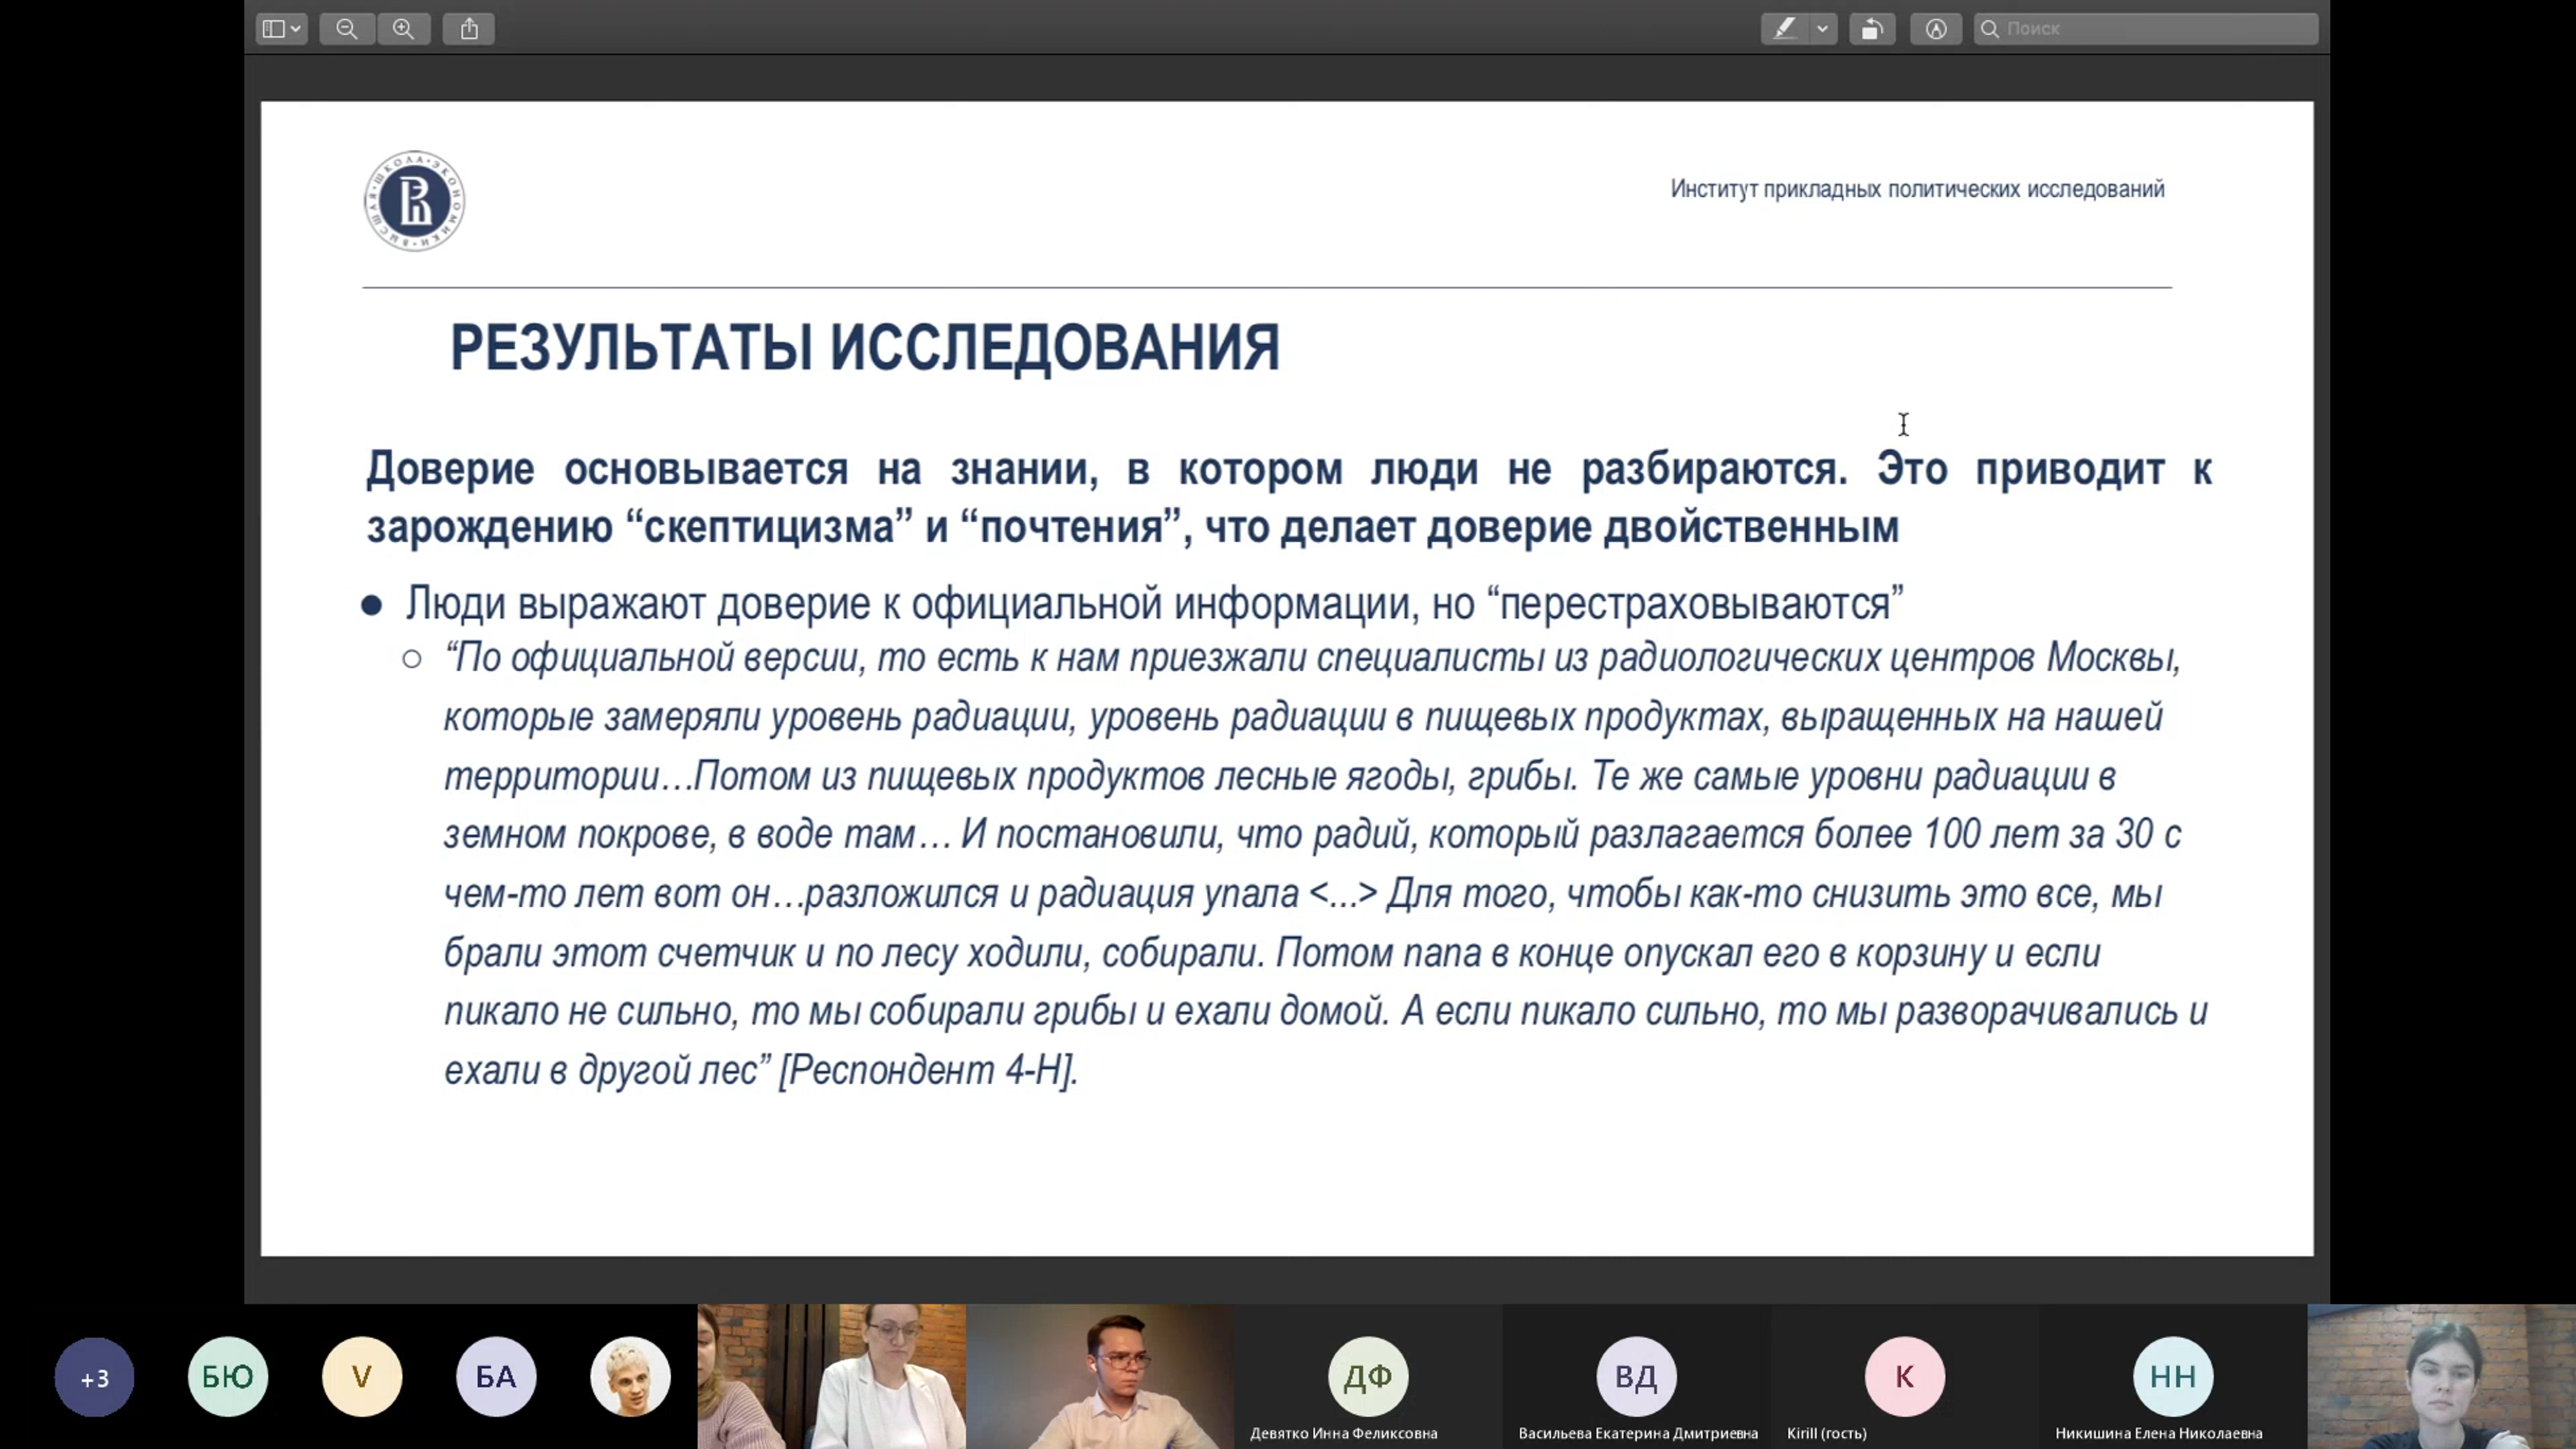 Поиск
ВЫСШАЯ ШКОЛА ЭКОНОМИКИ
Институт прикладных политических исследований
РЕЗУЛЬТАТЫ ИССЛЕДОВАНИЯ
Доверие основывается на знании, в котором люди не разбираются. Это приводит к
зарождению “скептицизма” и “почтения”, что делает доверие двойственным
● Люди выражают доверие к официальной информации, но “перестраховываются”
○ “По официальной версии, то есть к нам приезжали специалисты из радиологических центров Москвы,
которые замеряли уровень радиации, уровень радиации в пищевых продуктах, выращенных на нашей
территории…Потом из пищевых продуктов лесные ягоды, грибы. Те же самые уровни радиации в
земном покрове, в воде там… И постановили, что радий, который разлагается более 100 лет за 30 с
чем-то лет вот он…разложился и радиация упала <...> Для того, чтобы как-то снизить это все, мы
брали этот счетчик и по лесу ходили, собирали. Потом папа в конце опускал его в корзину и если
пикало не сильно, то мы собирали грибы и ехали домой. А если пикало сильно, то мы разворачивались и
ехали в другой лес” [Респондент 4-Н].
+3
БЮ
V
БА
ДФ
ВД
K
НН
Девятко Инна Феликсовна
Васильева Екатерина Дмитриевна
Kirill (гость)
Никишина Елена Николаевна